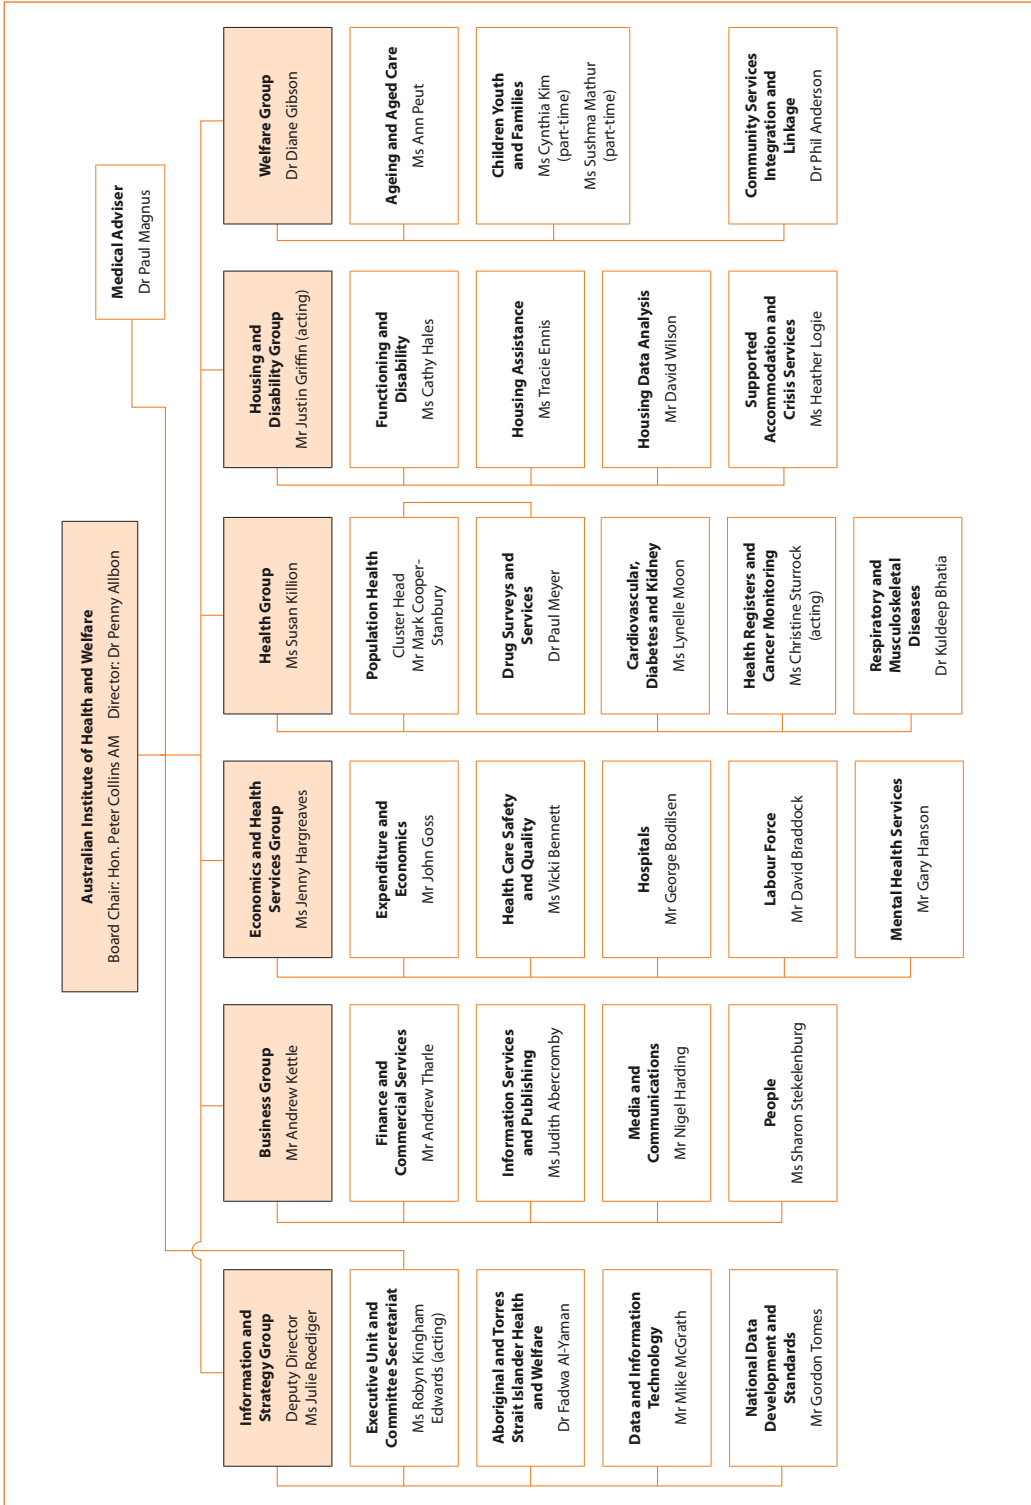 Australian Institute of Health and Welfare
Board Chair: Hon. Peter Collins AM Director: Dr Penny Allbon
Medical Adviser
Dr Paul Magnus
Information and
Strategy Group
Deputy Director
Ms Julie Roediger
Executive Unit and
Committee Secretariat
Ms Robyn Kingham
Edwards (acting)
Aboriginal and Torres
Strait Islander Health
and Welfare
Dr Fadwa Al-Yaman
Data and Information
Technology
Mr Mike McGrath
National Data
Development and
Standards
Mr Gordon Tomes
Business Group
Mr Andrew Kettle
Finance and
Commercial Services
Mr Andrew Tharle
Information Services
and Publishing
Ms Judith Abercromby
Media and
Communications
Mr Nigel Harding
People
Ms Sharon Stekelenburg
Economics and Health
Services Group
Ms Jenny Hargreaves
Expenditure and
Economics
Mr John Goss
Health Care Safety
and Quality
Ms Vicki Bennett
Hospitals
Mr George Bodilsen
Labour Force
Mr David Braddock
Mental Health Services
Mr Gary Hanson
Health Group
Ms Susan Killion
Population Health
Cluster Head
Mr Mark Cooper-
Stanbury
Drug Surveys and
Services
Dr Paul Meyer
Cardiovascular,
Diabetes and Kidney
Ms Lynelle Moon
Health Registers and
Cancer Monitoring
Ms Christine Sturrock
(acting)
Respiratory and
Musculoskeletal
Diseases
Dr Kuldeep Bhatia
Housing and
Disability Group
Mr Justin Griffin (acting)
Functioning and
Disability
Ms Cathy Hales
Housing Assistance
Ms Tracie Ennis
Housing Data Analysis
Mr David Wilson
Supported
Accommodation and
Crisis Services
Ms Heather Logie
Welfare Group
Dr Diane Gibson
Ageing and Aged Care
Ms Ann Peut
Children Youth
and Families
Ms Cynthia Kim
(part-time)
Ms Sushma Mathur
(part-time)
Community Services
Integration and
Linkage
Dr Phil Anderson